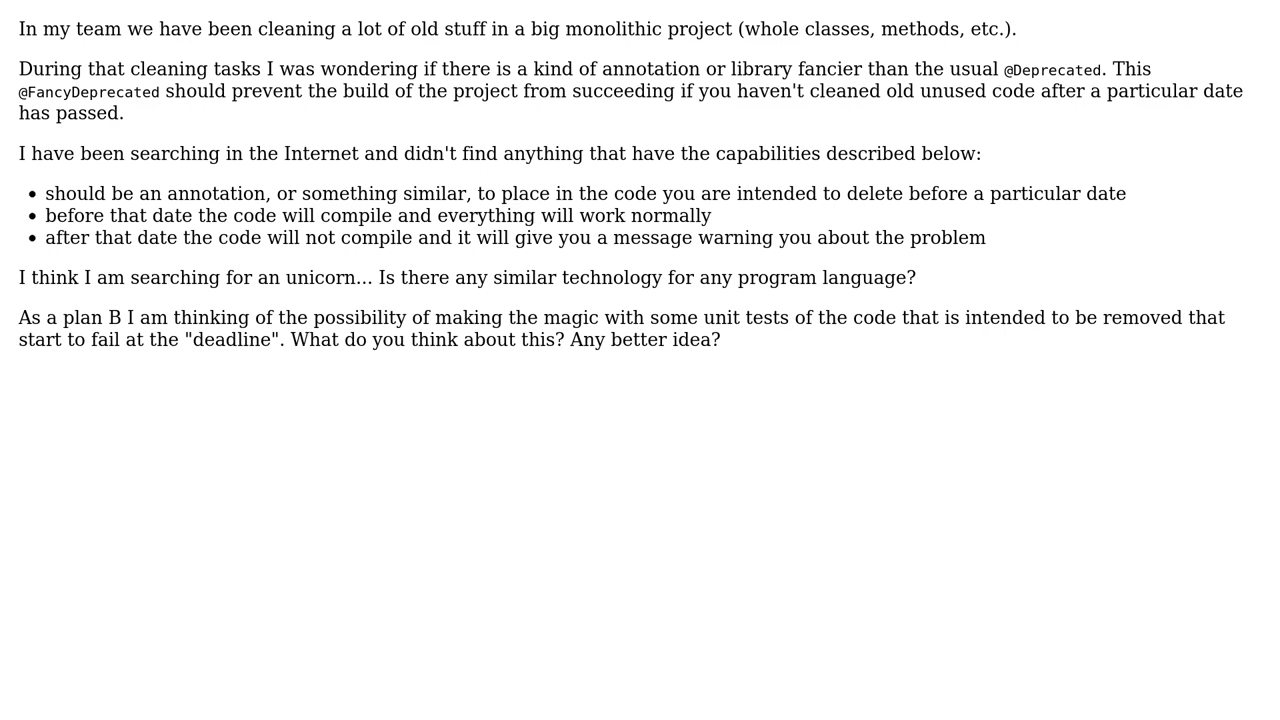 In my team we have been cleaning a lot of old stuff in a big monolithic project (whole classes, methods, etc.).
During that cleaning tasks I was wondering if there is a kind of annotation or library fancier than the usual @Deprecated. This
@FancyDeprecated should prevent the build of the project from succeeding if you haven't cleaned old unused code after a particular date
has passed.
I have been searching in the Internet and didn't find anything that have the capabilities described below:
• should be an annotation, or something similar, to place in the code you are intended to delete before a particular date
• before that date the code will compile and everything will work normally
• after that date the code will not compile and it will give you a message warning you about the problem
I think I am searching for an unicorn... Is there any similar technology for any program language?
As a plan B I am thinking of the possibility of making the magic with some unit tests of the code that is intended to be removed that
start to fail at the "deadline". What do you think about this? Any better idea?